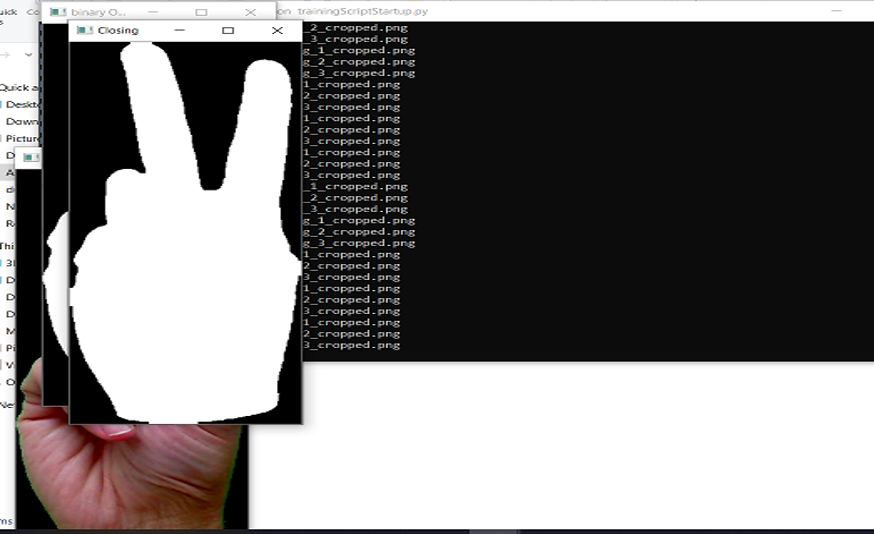 binary O...
on trainingScriptStartup.py
Closing
_2_cropped.png
_3_cropped.png
g_1_cropped.png
g_2_cropped.png
g_3_cropped.png
1_cropped.png
2_cropped.png
3_cropped.png
1_cropped.png
2_cropped.png
3_cropped.png
1_cropped.png
2_cropped.png
3_cropped.png
_1_cropped.png
_2_cropped.png
_3_cropped.png
g_1_cropped.png
g_2_cropped.png
g_3_cropped.png
1_cropped.png
2_cropped.png
3_cropped.png
1_cropped.png
2_cropped.png
3_cropped.png
1_cropped.png
2_cropped.png
3_cropped.png
uick Co
Quick a
Deskt
Down
Pictur
D
A
d
N
R
Thi
3
D
D
D
M
Pi
V
O
Ne
ms